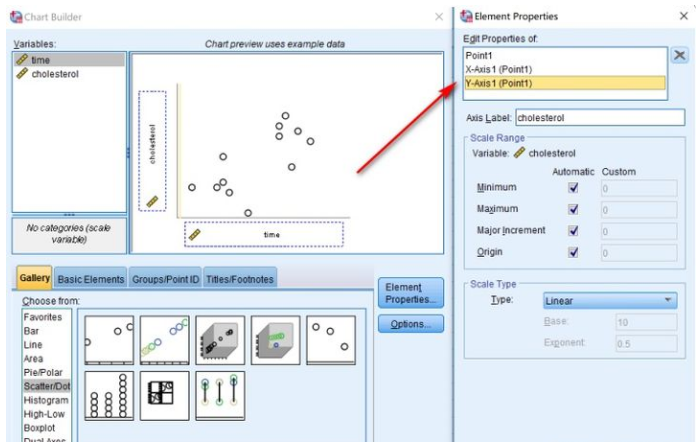 Chart Builder
Variables:
time
cholesterol
Chart preview uses example data
cholesterol
time
No categories (scale
variable)
Gallery Basic Elements Groups/Point ID Titles/Footnotes
Choose from:
Favorites
Bar
Line
Area
Pie/Polar
Scatter/Dot
Histogram
High-Low
Boxplot
Dual Axes
Element
Properties...
Options...
Element Properties
Edit Properties of:
Point1
X-Axis1 (Point1)
Y-Axis1 (Point1)
Axis Label: cholesterol
Scale Range
Variable: cholesterol
Automatic Custom
Minimum 0
Maximum 0
Major Increment 0
Origin 0
Scale Type
Type: Linear
Base: 10
Exponent: 0.5